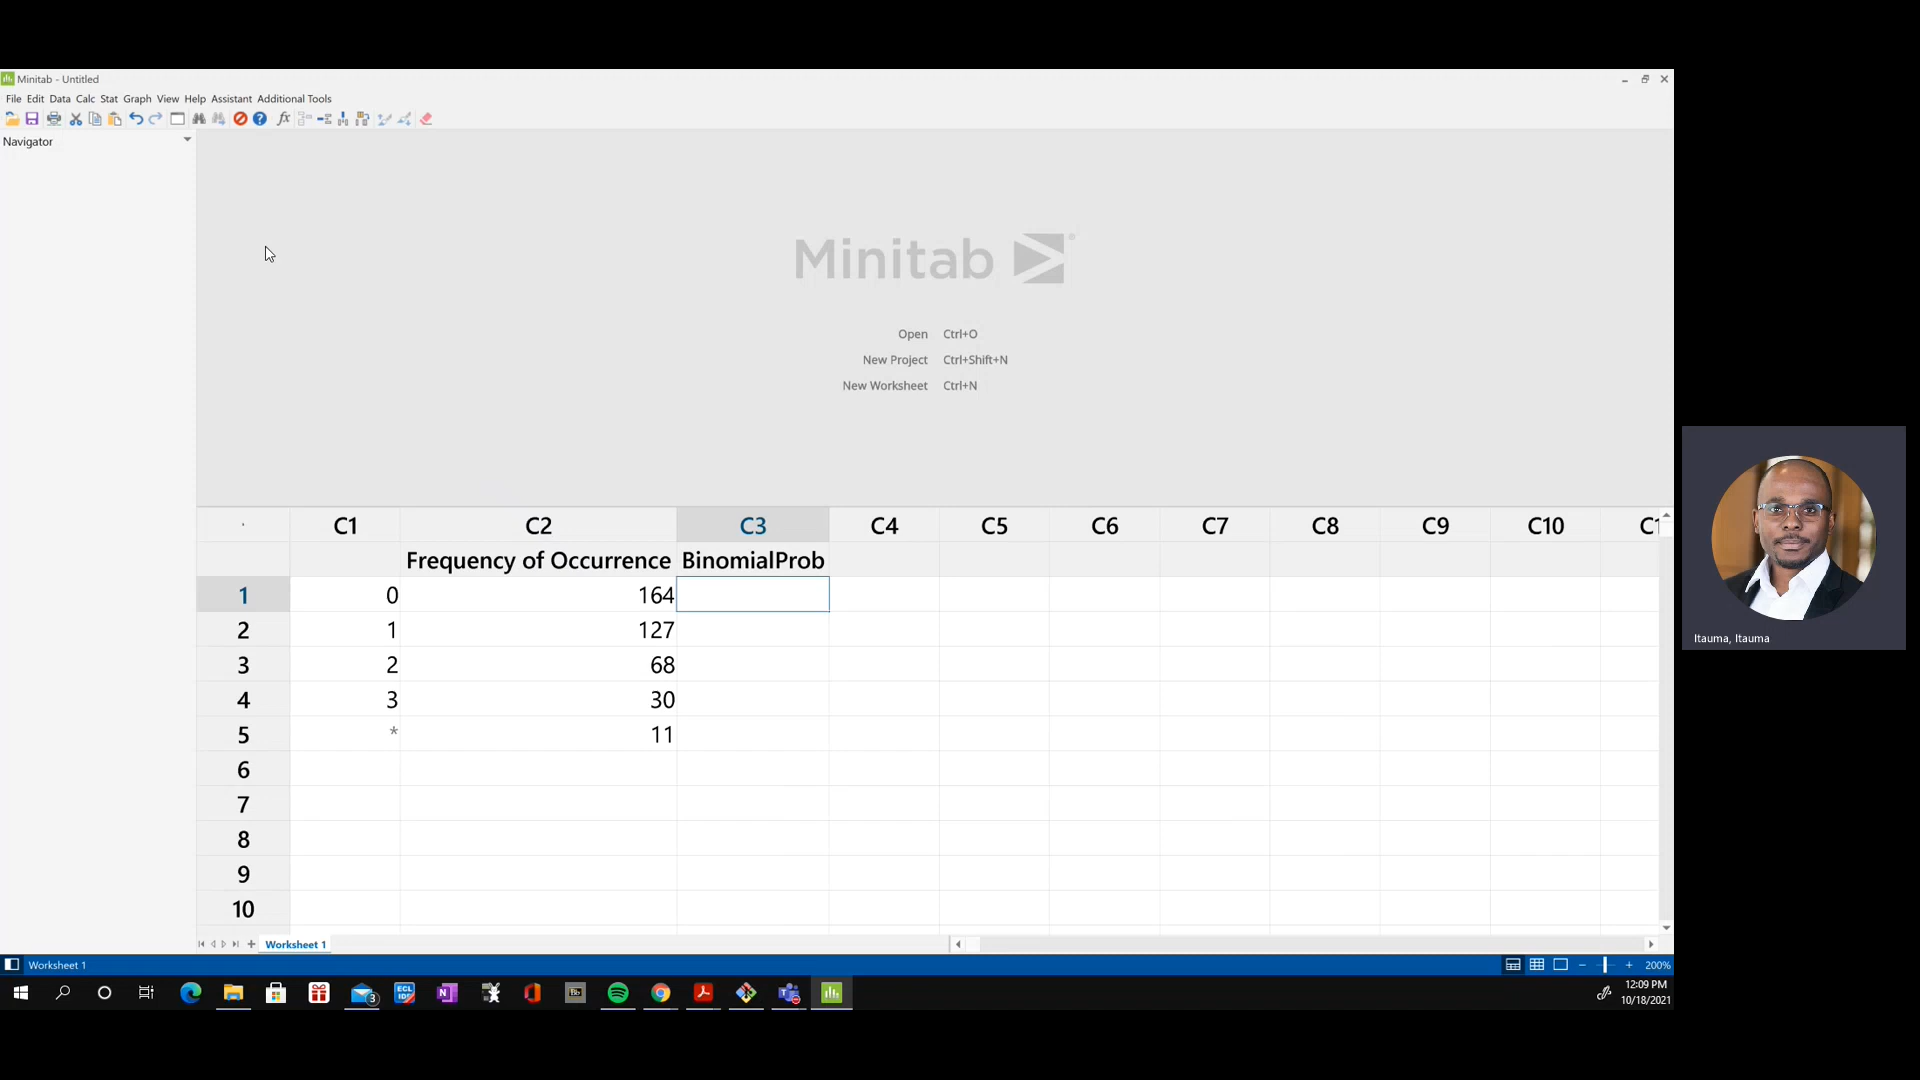 Minitab - Untitled
File Edit Data Calc Stat Graph View Help Assistant Additional Tools
Navigator
Minitab
Open Ctrl+O
New Project Ctrl+Shift+N
New Worksheet Ctrl+N
C1 C2 C3 C4 C5 C6 C7 C8 C9 C10
Frequency of Occurrence BinomialProb
1 0 164
2 1 127
3 2 68
4 3 30
5 * 11
6
7
8
9
10
Worksheet 1
Worksheet 1
200%
12:09 PM
10/18/2021
Itauma, Itauma